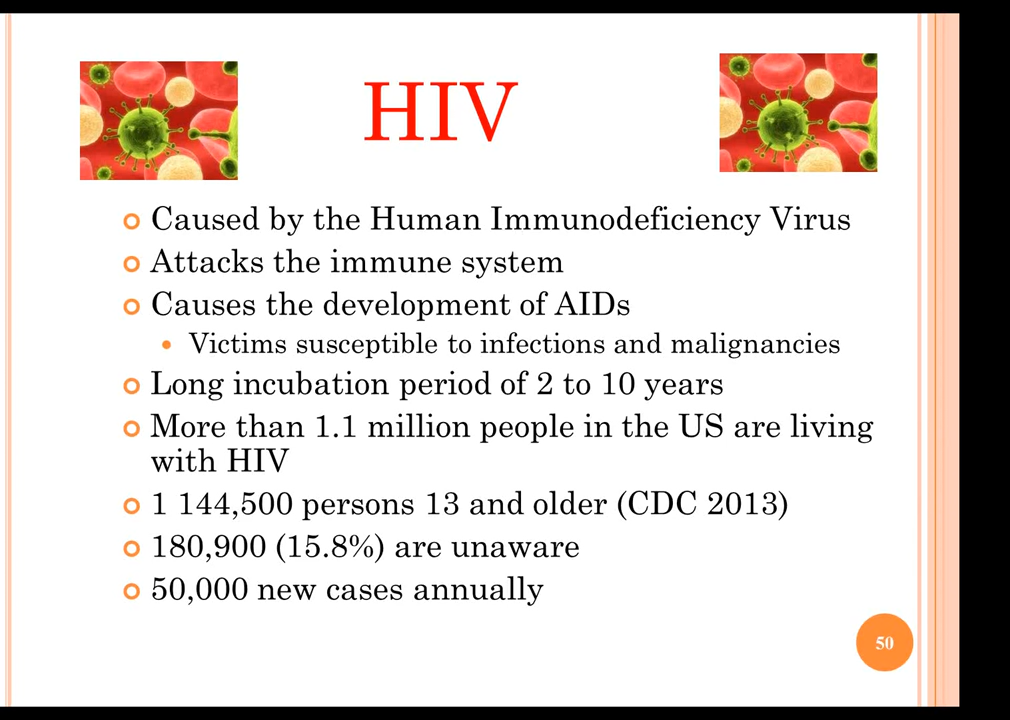 HIV
Caused by the Human Immunodeficiency Virus
Attacks the immune system
Causes the development of AIDs
Victims susceptible to infections and malignancies
Long incubation period of 2 to 10 years
More than 1.1 million people in the US are living
with HIV
1 144,500 persons 13 and older (CDC 2013)
180,900 (15.8%) are unaware
50,000 new cases annually
50